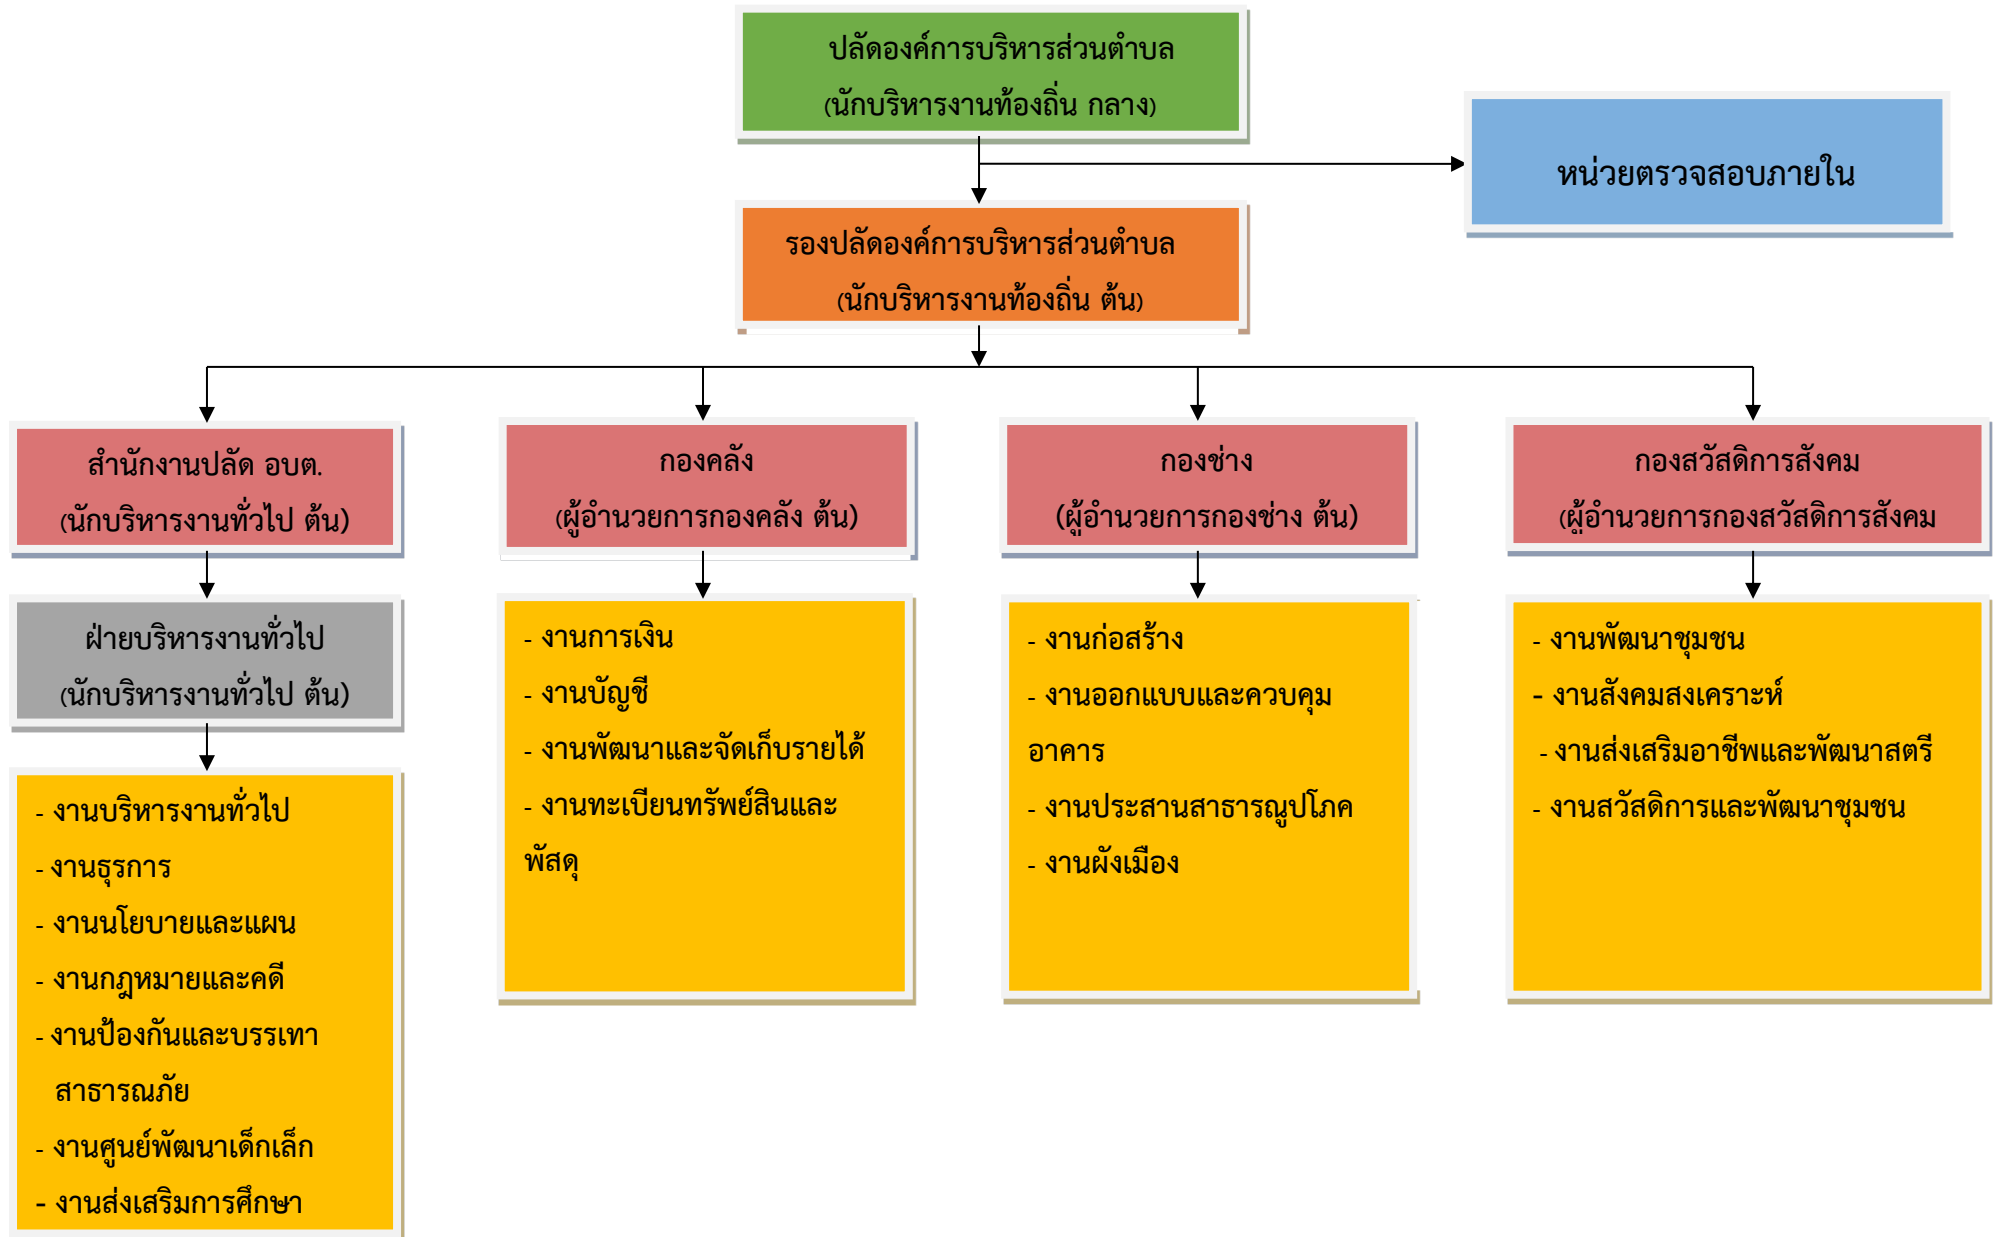 ปลัดองค์การบริหารส่วนตำบล
(นักบริหารงานท้องถิ่น กลาง)
หน่วยตรวจสอบภายใน
รองปลัดองค์การบริหารส่วนตำบล
(นักบริหารงานท้องถิ่น ต้น)
สำนักงานปลัด อบต.
(นักบริหารงานทั่วไป ต้น)
กองคลัง
(ผู้อำนวยการกองคลัง ต้น)
กองช่าง
(ผู้อำนวยการกองช่าง ต้น)
กองสวัสดิการสังคม
(ผู้อำนวยการกองสวัสดิการสังคม
ฝ่ายบริหารงานทั่วไป
(นักบริหารงานทั่วไป ต้น)
- งานบริหารงานทั่วไป
- งานธุรการ
- งานนโยบายและแผน
- งานกฎหมายและคดี
- งานป้องกันและบรรเทา
สาธารณภัย
- งานศูนย์พัฒนาเด็กเล็ก
- งานส่งเสริมการศึกษา
- งานการเงิน
- งานบัญชี
- งานพัฒนาและจัดเก็บรายได้
- งานทะเบียนทรัพย์สินและ
พัสดุ
- งานก่อสร้าง
- งานออกแบบและควบคุม
อาคาร
- งานประสานสาธารณูปโภค
- งานผังเมือง
- งานพัฒนาชุมชน
- งานสังคมสงเคราะห์
- งานส่งเสริมอาชีพและพัฒนาสตรี
- งานสวัสดิการและพัฒนาชุมชน